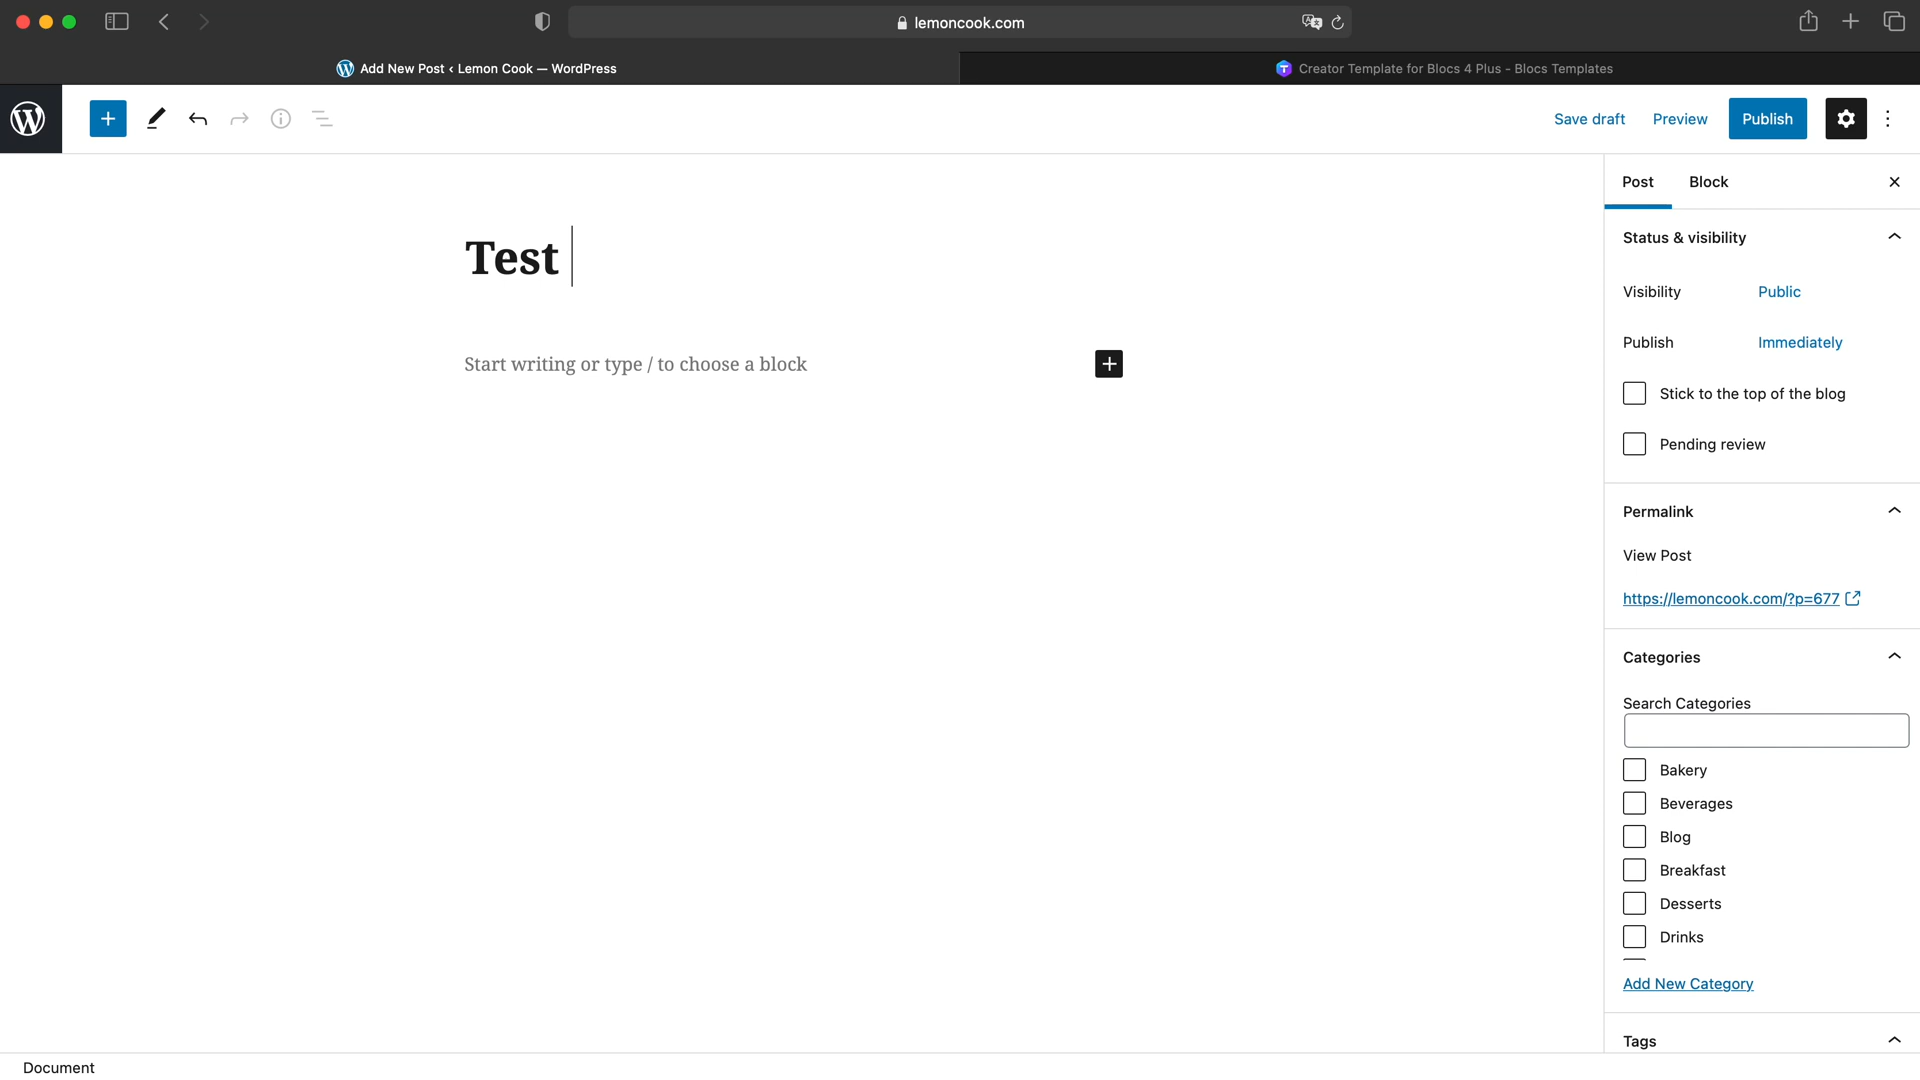 lemoncook.com
Add New Post ‹ Lemon Cook — WordPress
Creator Template for Blocs 4 Plus - Blocs Templates
Save draft
Preview
Publish
Post
Block
Test
Start writing or type / to choose a block
Status & visibility
Visibility
Public
Publish
Immediately
Stick to the top of the blog
Pending review
Permalink
View Post
https://lemoncook.com/?p=677
Categories
Search Categories
Bakery
Beverages
Blog
Breakfast
Desserts
Drinks
Add New Category
Tags
Document